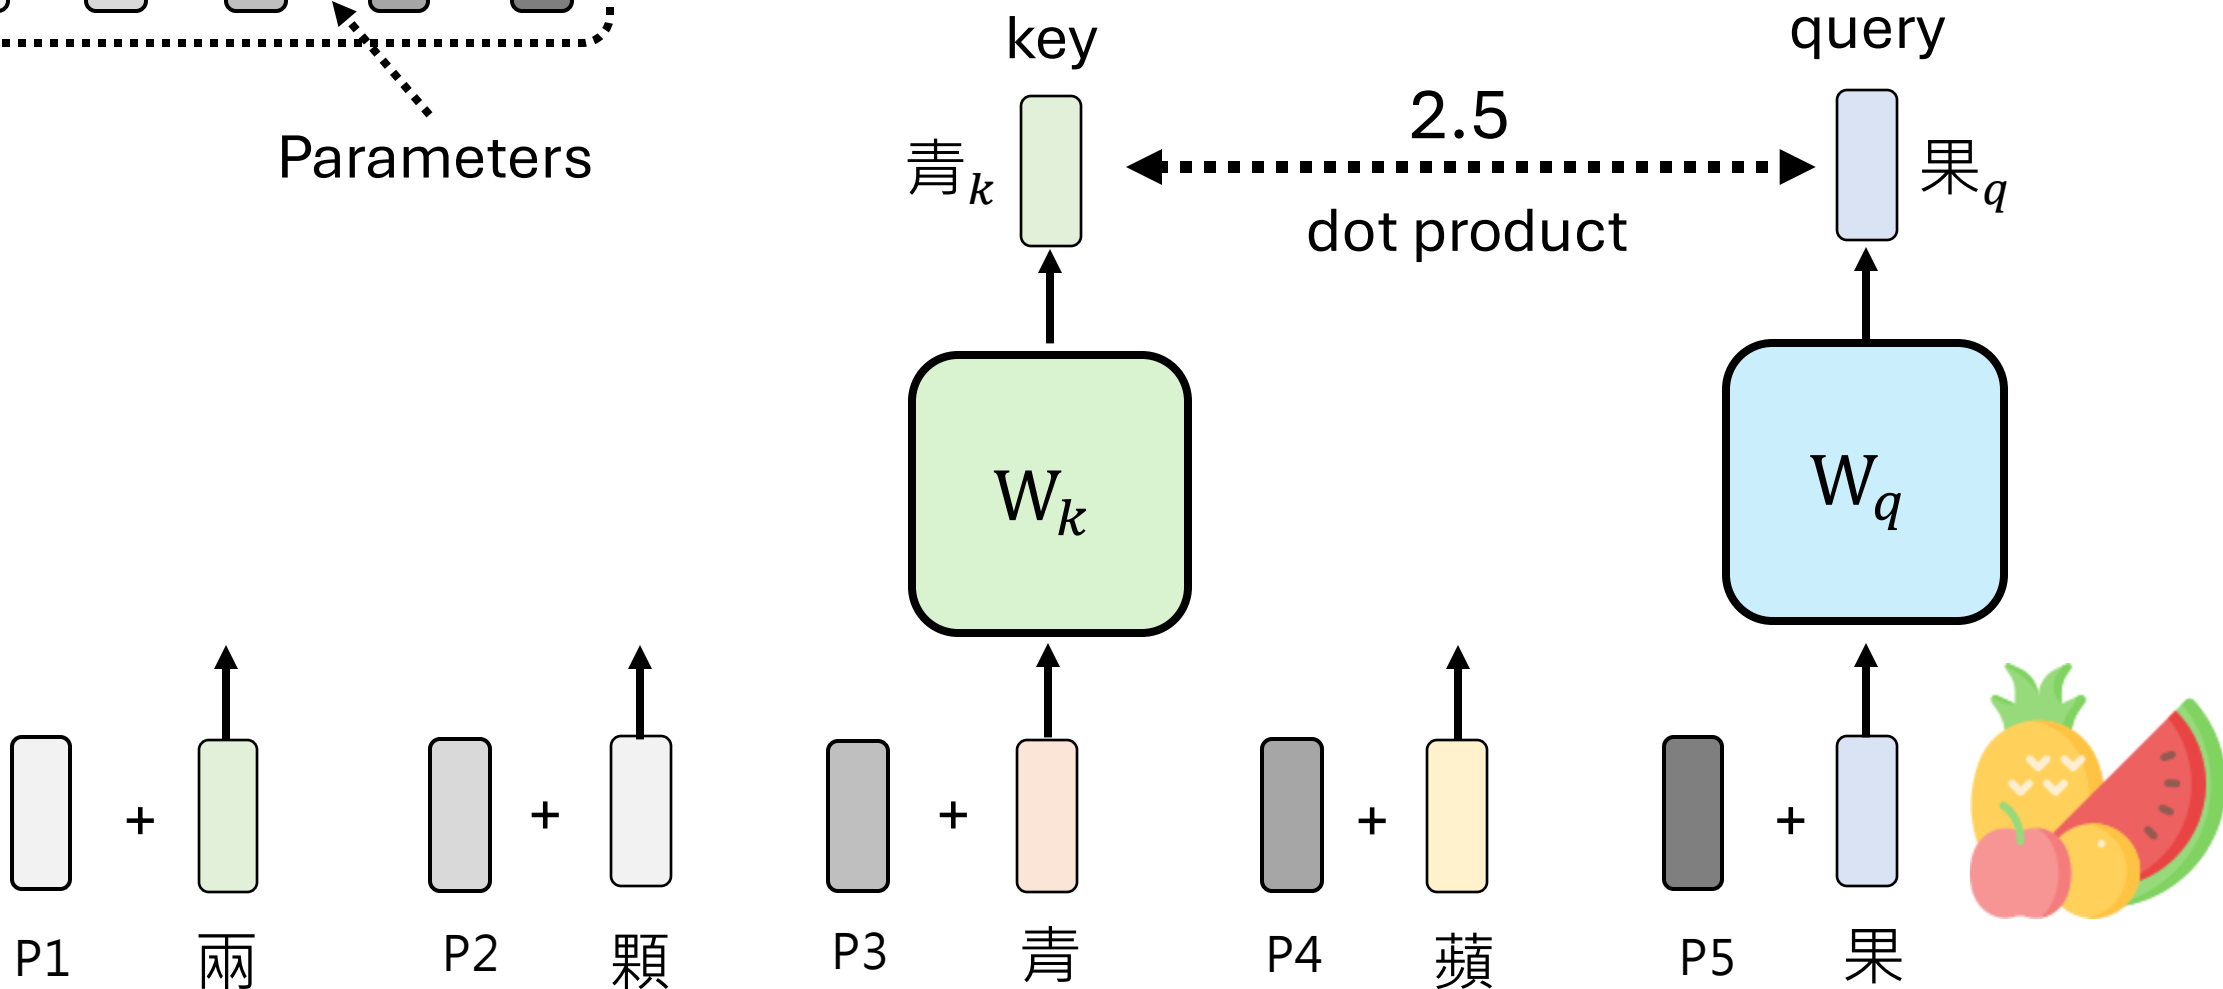 key
query
2.5
Parameters
青k
果q
dot product
Wk
Wq
+
+
+
+
+
P1
兩
P2
顆
P3
青
P4
蘋
P5
果